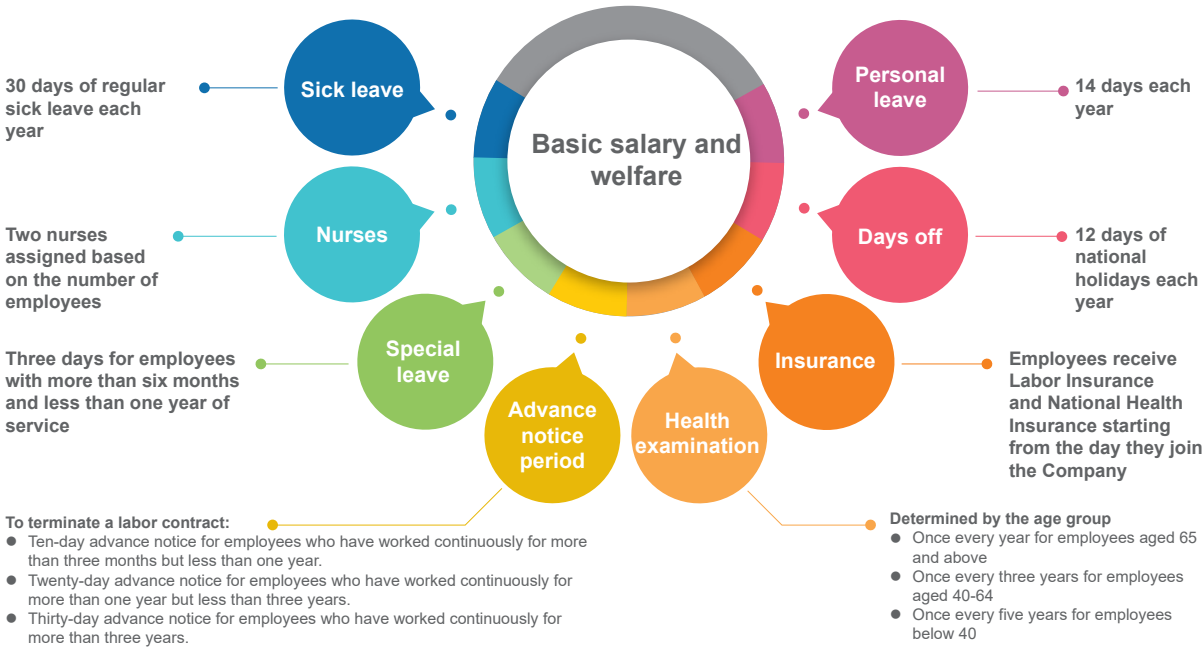 Basic salary and
welfare
Sick leave
30 days of regular
sick leave each
year
Nurses
Two nurses
assigned based
on the number of
employees
Special
leave
Three days for employees
with more than six months
and less than one year of
service
Advance
notice
period
To terminate a labor contract:
● Ten-day advance notice for employees who have worked continuously for more
than three months but less than one year.
● Twenty-day advance notice for employees who have worked continuously for
more than one year but less than three years.
● Thirty-day advance notice for employees who have worked continuously for
more than three years.
Personal
leave
14 days each
year
Days off
12 days of
national
holidays each
year
Insurance
Employees receive
Labor Insurance
and National Health
Insurance starting
from the day they join
the Company
Health
examination
Determined by the age group
● Once every year for employees aged 65
and above
● Once every three years for employees
aged 40-64
● Once every five years for employees
below 40